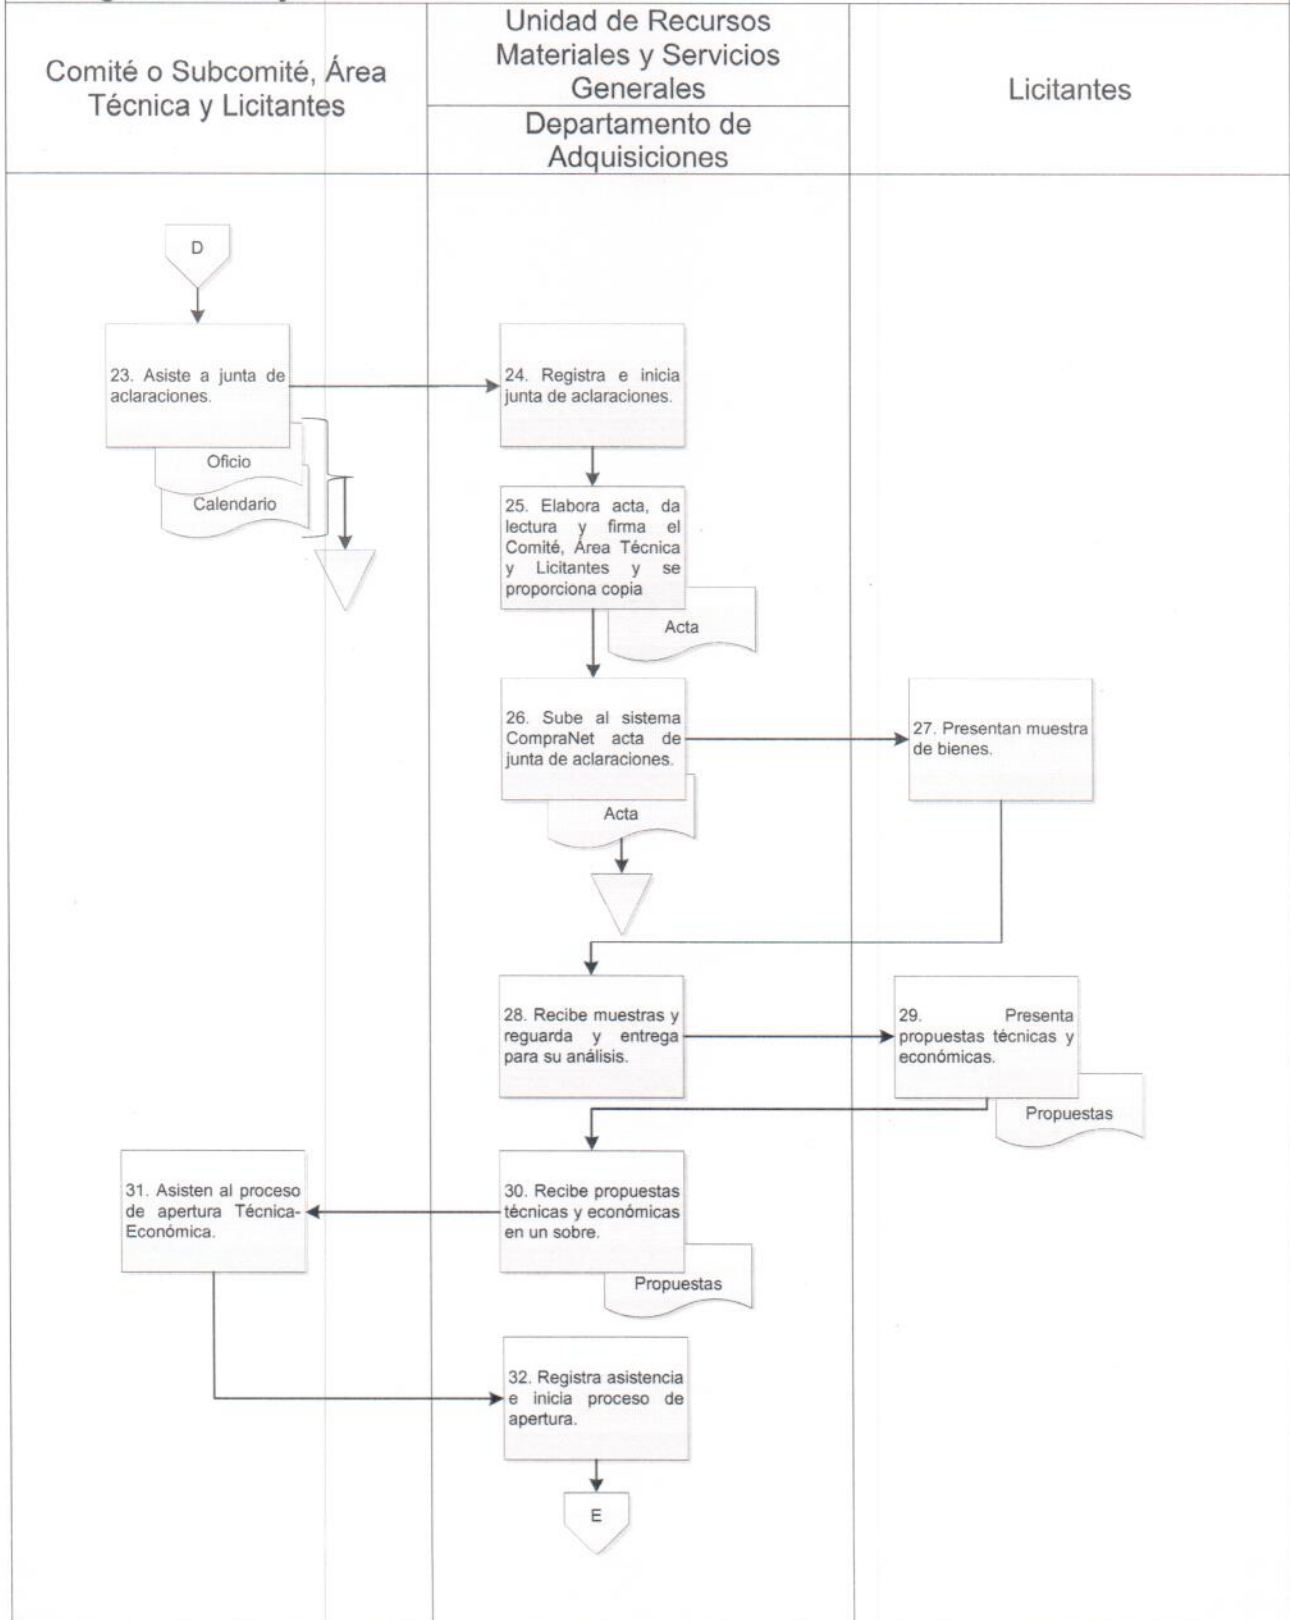 Comité o Subcomité, Área
Técnica y Licitantes
Unidad de Recursos
Materiales y Servicios
Generales
Departamento de
Adquisiciones
Licitantes
D
23. Asiste a junta de
aclaraciones.
Oficio
Calendario
24. Registra e inicia
junta de aclaraciones.
25. Elabora acta, da
lectura y firma el
Comité, Área Técnica
y Licitantes y se
proporciona copia
Acta
26. Sube al sistema
CompraNet acta de
junta de aclaraciones.
Acta
27. Presentan muestra
de bienes.
28. Recibe muestras y
reguarda y entrega
para su análisis.
29. Presenta
propuestas técnicas y
económicas.
Propuestas
30. Recibe propuestas
técnicas y económicas
en un sobre.
Propuestas
31. Asisten al proceso
de apertura Técnica-
Económica.
32. Registra asistencia
e inicia proceso de
apertura.
E